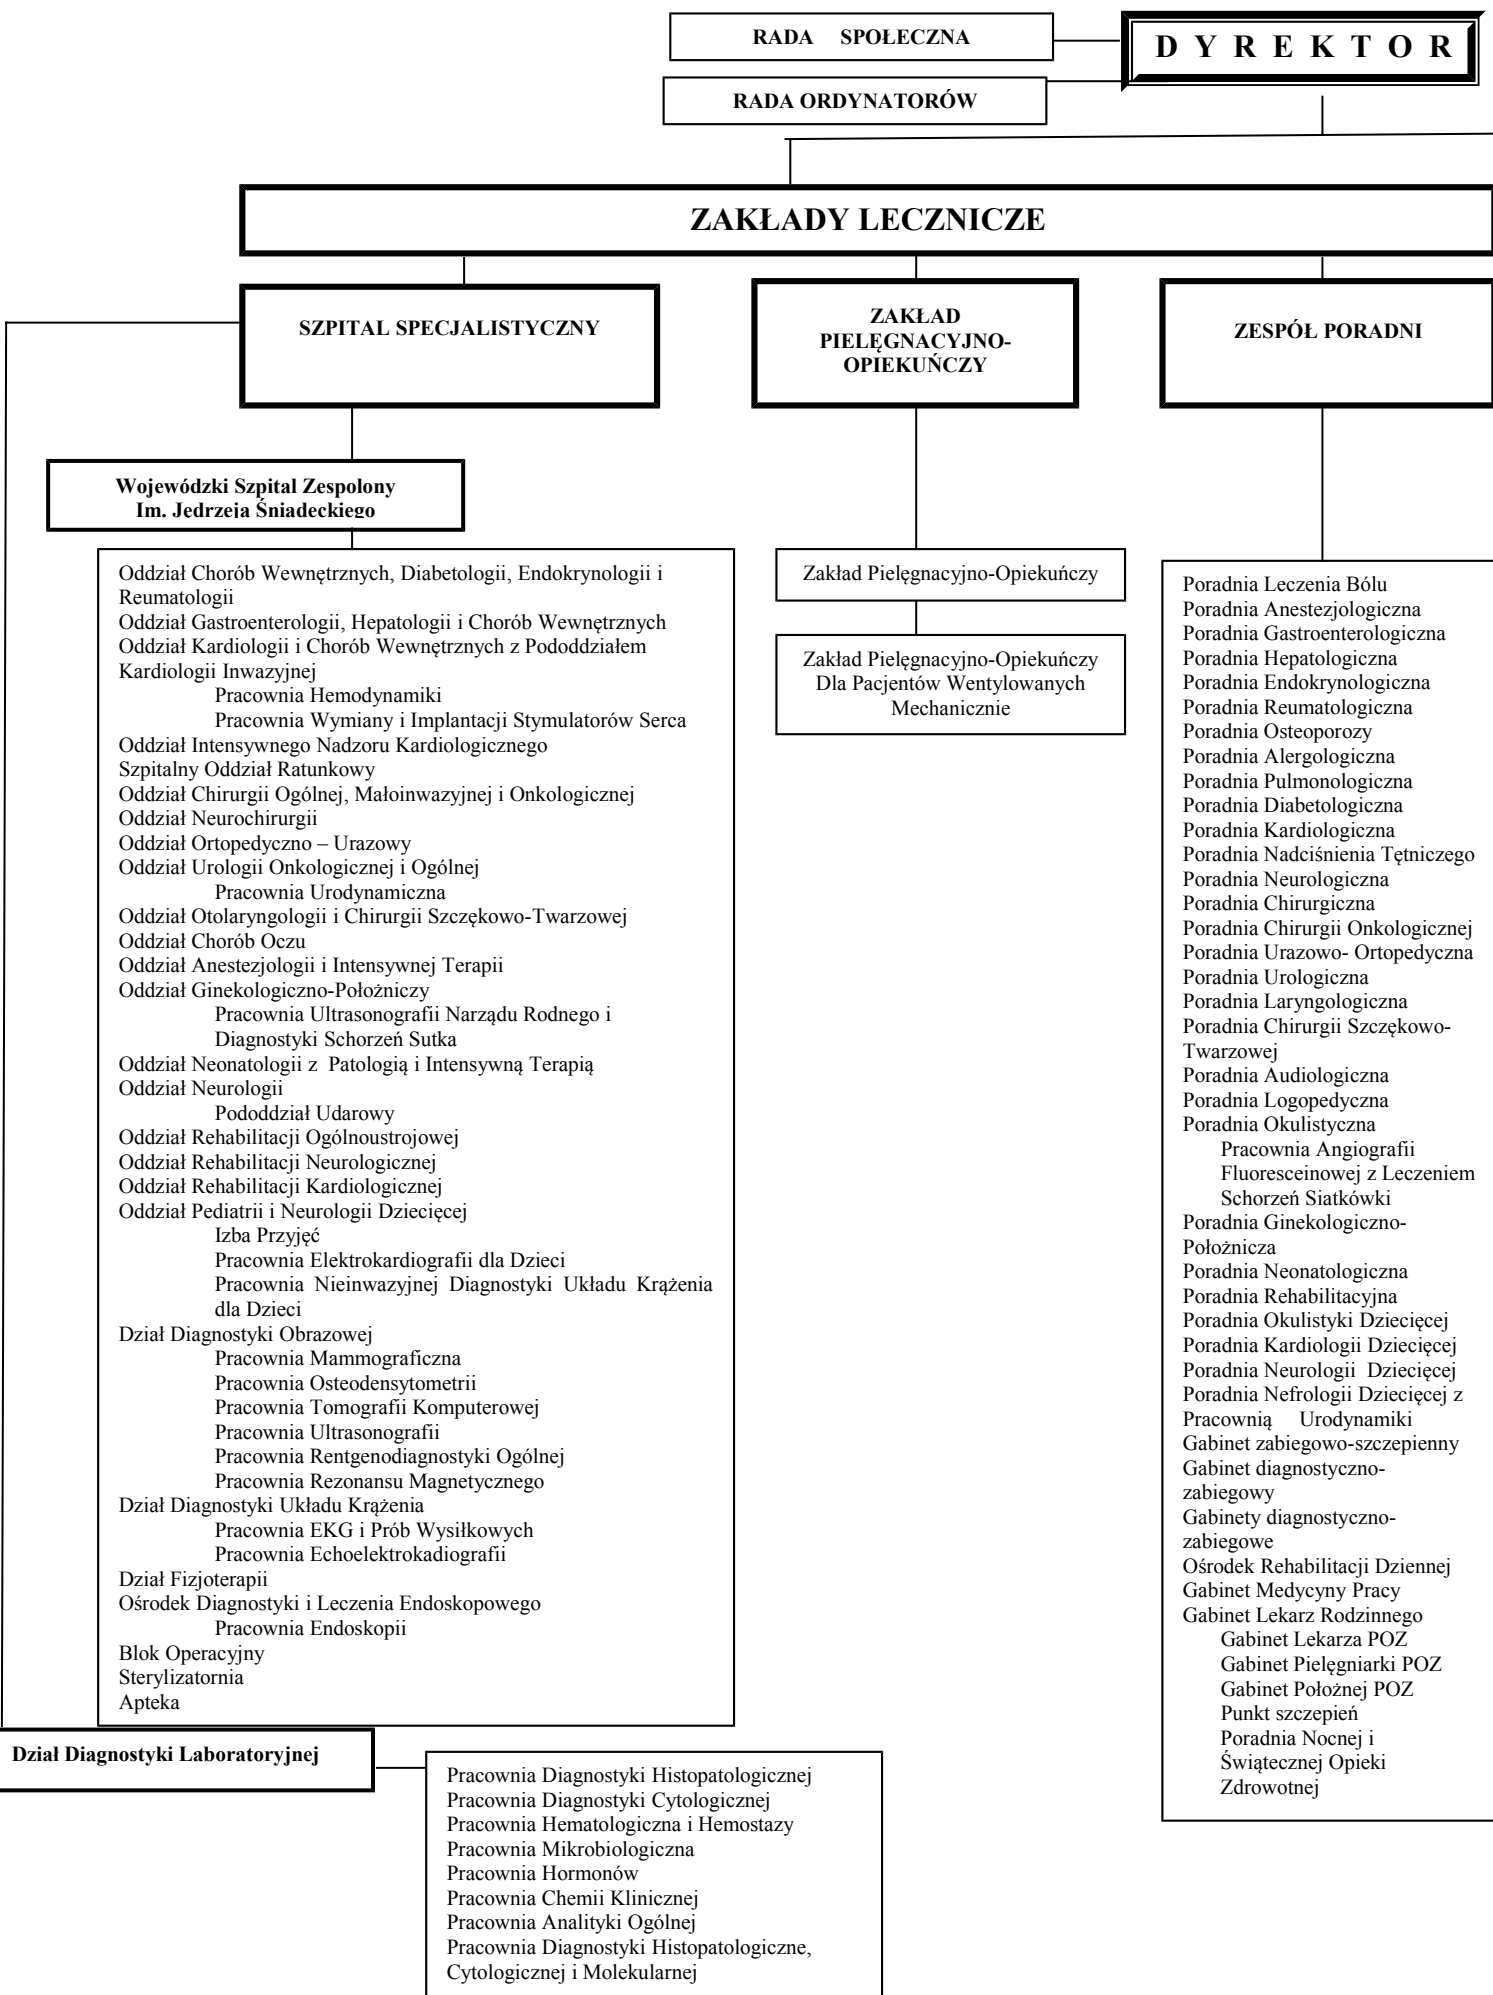 RADA SPOŁECZNA
D Y R E K T O R
RADA ORDYNATORÓW
ZAKŁADY LECZNICZE
SZPITAL SPECJALISTYCZNY
ZAKŁAD
PIELĘGNACYJNO-
OPIEKUŃCZY
ZESPÓŁ PORADNI
Wojewódzki Szpital Zespolony
Im. Jędrzeja Śniadeckiego
Oddział Chorób Wewnętrznych, Diabetologii, Endokrynologii i
Reumatologii
Oddział Gastroenterologii, Hepatologii i Chorób Wewnętrznych
Oddział Kardiologii i Chorób Wewnętrznych z Pododdziałem
Kardiologii Inwazyjnej
Pracownia Hemodynamiki
Pracownia Wymiany i Implantacji Stymulatorów Serca
Oddział Intensywnego Nadzoru Kardiologicznego
Szpitalny Oddział Ratunkowy
Oddział Chirurgii Ogólnej, Małoinwazyjnej i Onkologicznej
Oddział Neurochirurgii
Oddział Ortopedyczno – Urazowy
Oddział Urologii Onkologicznej i Ogólnej
Pracownia Urodynamiczna
Oddział Otolaryngologii i Chirurgii Szczękowo-Twarzowej
Oddział Chorób Oczu
Oddział Anestezjologii i Intensywnej Terapii
Oddział Ginekologiczno-Położniczy
Pracownia Ultrasonografii Narządu Rodnego i
Diagnostyki Schorzeń Sutka
Oddział Neonatologii z Patologią i Intensywną Terapią
Oddział Neurologii
Pododdział Udarowy
Oddział Rehabilitacji Ogólnoustrojowej
Oddział Rehabilitacji Neurologicznej
Oddział Rehabilitacji Kardiologicznej
Oddział Pediatrii i Neurologii Dziecięcej
Izba Przyjęć
Pracownia Elektrokardiografii dla Dzieci
Pracownia Nieinwazyjnej Diagnostyki Układu Krążenia
dla Dzieci
Dział Diagnostyki Obrazowej
Pracownia Mammograficzna
Pracownia Osteodensytometrii
Pracownia Tomografii Komputerowej
Pracownia Ultrasonografii
Pracownia Rentgenodiagnostyki Ogólnej
Pracownia Rezonansu Magnetycznego
Dział Diagnostyki Układu Krążenia
Pracownia EKG i Prób Wysiłkowych
Pracownia Echoelektrokadiografii
Dział Fizjoterapii
Ośrodek Diagnostyki i Leczenia Endoskopowego
Pracownia Endoskopii
Blok Operacyjny
Sterylizatornia
Apteka
Zakład Pielęgnacyjno-Opiekuńczy
Zakład Pielęgnacyjno-Opiekuńczy
Dla Pacjentów Wentylowanych
Mechanicznie
Poradnia Leczenia Bólu
Poradnia Anestezjologiczna
Poradnia Gastroenterologiczna
Poradnia Hepatologiczna
Poradnia Endokrynologiczna
Poradnia Reumatologiczna
Poradnia Osteoporozy
Poradnia Alergologiczna
Poradnia Pulmonologiczna
Poradnia Diabetologiczna
Poradnia Kardiologiczna
Poradnia Nadciśnienia Tętniczego
Poradnia Neurologiczna
Poradnia Chirurgiczna
Poradnia Chirurgii Onkologicznej
Poradnia Urazowo- Ortopedyczna
Poradnia Urologiczna
Poradnia Laryngologiczna
Poradnia Chirurgii Szczękowo-
Twarzowej
Poradnia Audiologiczna
Poradnia Logopedyczna
Poradnia Okulistyczna
Pracownia Angiografii
Fluoresceinowej z Leczeniem
Schorzeń Siatkówki
Poradnia Ginekologiczno-
Położnicza
Poradnia Neonatologiczna
Poradnia Rehabilitacyjna
Poradnia Okulistyki Dziecięcej
Poradnia Kardiologii Dziecięcej
Poradnia Neurologii Dziecięcej
Poradnia Nefrologii Dziecięcej z
Pracownią Urodynamiki
Gabinet zabiegowo-szczepienny
Gabinet diagnostyczno-
zabiegowy
Gabinety diagnostyczno-
zabiegowe
Ośrodek Rehabilitacji Dziennej
Gabinet Medycyny Pracy
Gabinet Lekarz Rodzinnego
Gabinet Lekarza POZ
Gabinet Pielęgniarki POZ
Gabinet Położnej POZ
Punkt szczepień
Poradnia Nocnej i
Świątecznej Opieki
Zdrowotnej
Dział Diagnostyki Laboratoryjnej
Pracownia Diagnostyki Histopatologicznej
Pracownia Diagnostyki Cytologicznej
Pracownia Hematologiczna i Hemostazy
Pracownia Mikrobiologiczna
Pracownia Hormonów
Pracownia Chemii Klinicznej
Pracownia Analityki Ogólnej
Pracownia Diagnostyki Histopatologiczne,
Cytologicznej i Molekularnej